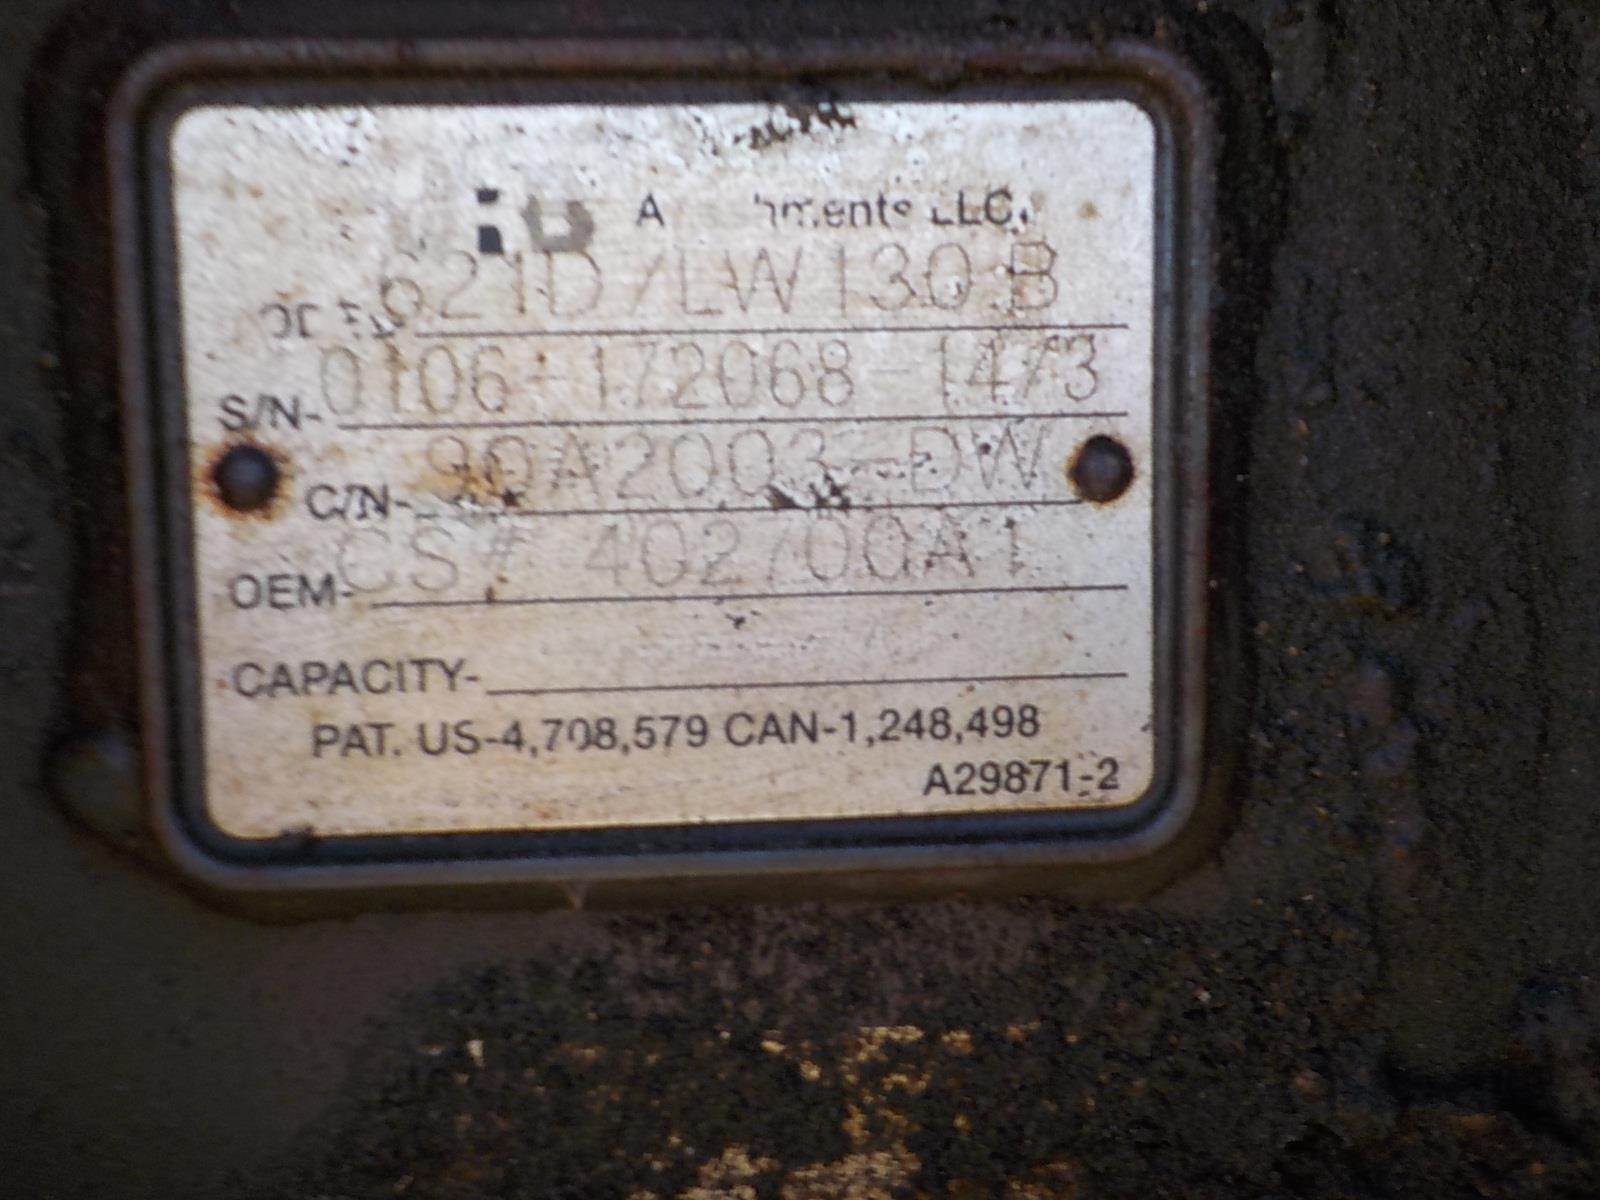 LLC.
621D/LW130B
S/N- 0106-172068-1473
C/N- 90A2003-DW
OEM- CS# 402700A1
CAPACITY-
PAT. US-4,708,579 CAN-1,248,498
A29871-2